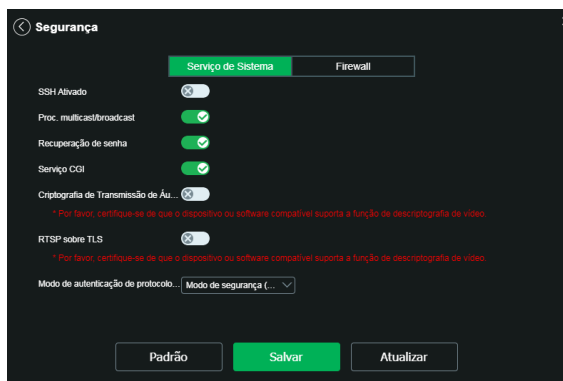 Segurança
Serviço de Sistema Firewall
SSH Ativado
Proc. multicast/broadcast
Recuperação de senha
Serviço CGI
Criptografia de Transmissão de Áu...
* Por favor, certifique-se de que o dispositivo ou software compatível suporta a função de descriptografia de vídeo.
RTSP sobre TLS
* Por favor, certifique-se de que o dispositivo ou software compatível suporta a função de descriptografia de vídeo.
Modo de autenticação de protocolo... Modo de segurança (...
Padrão Salvar Atualizar